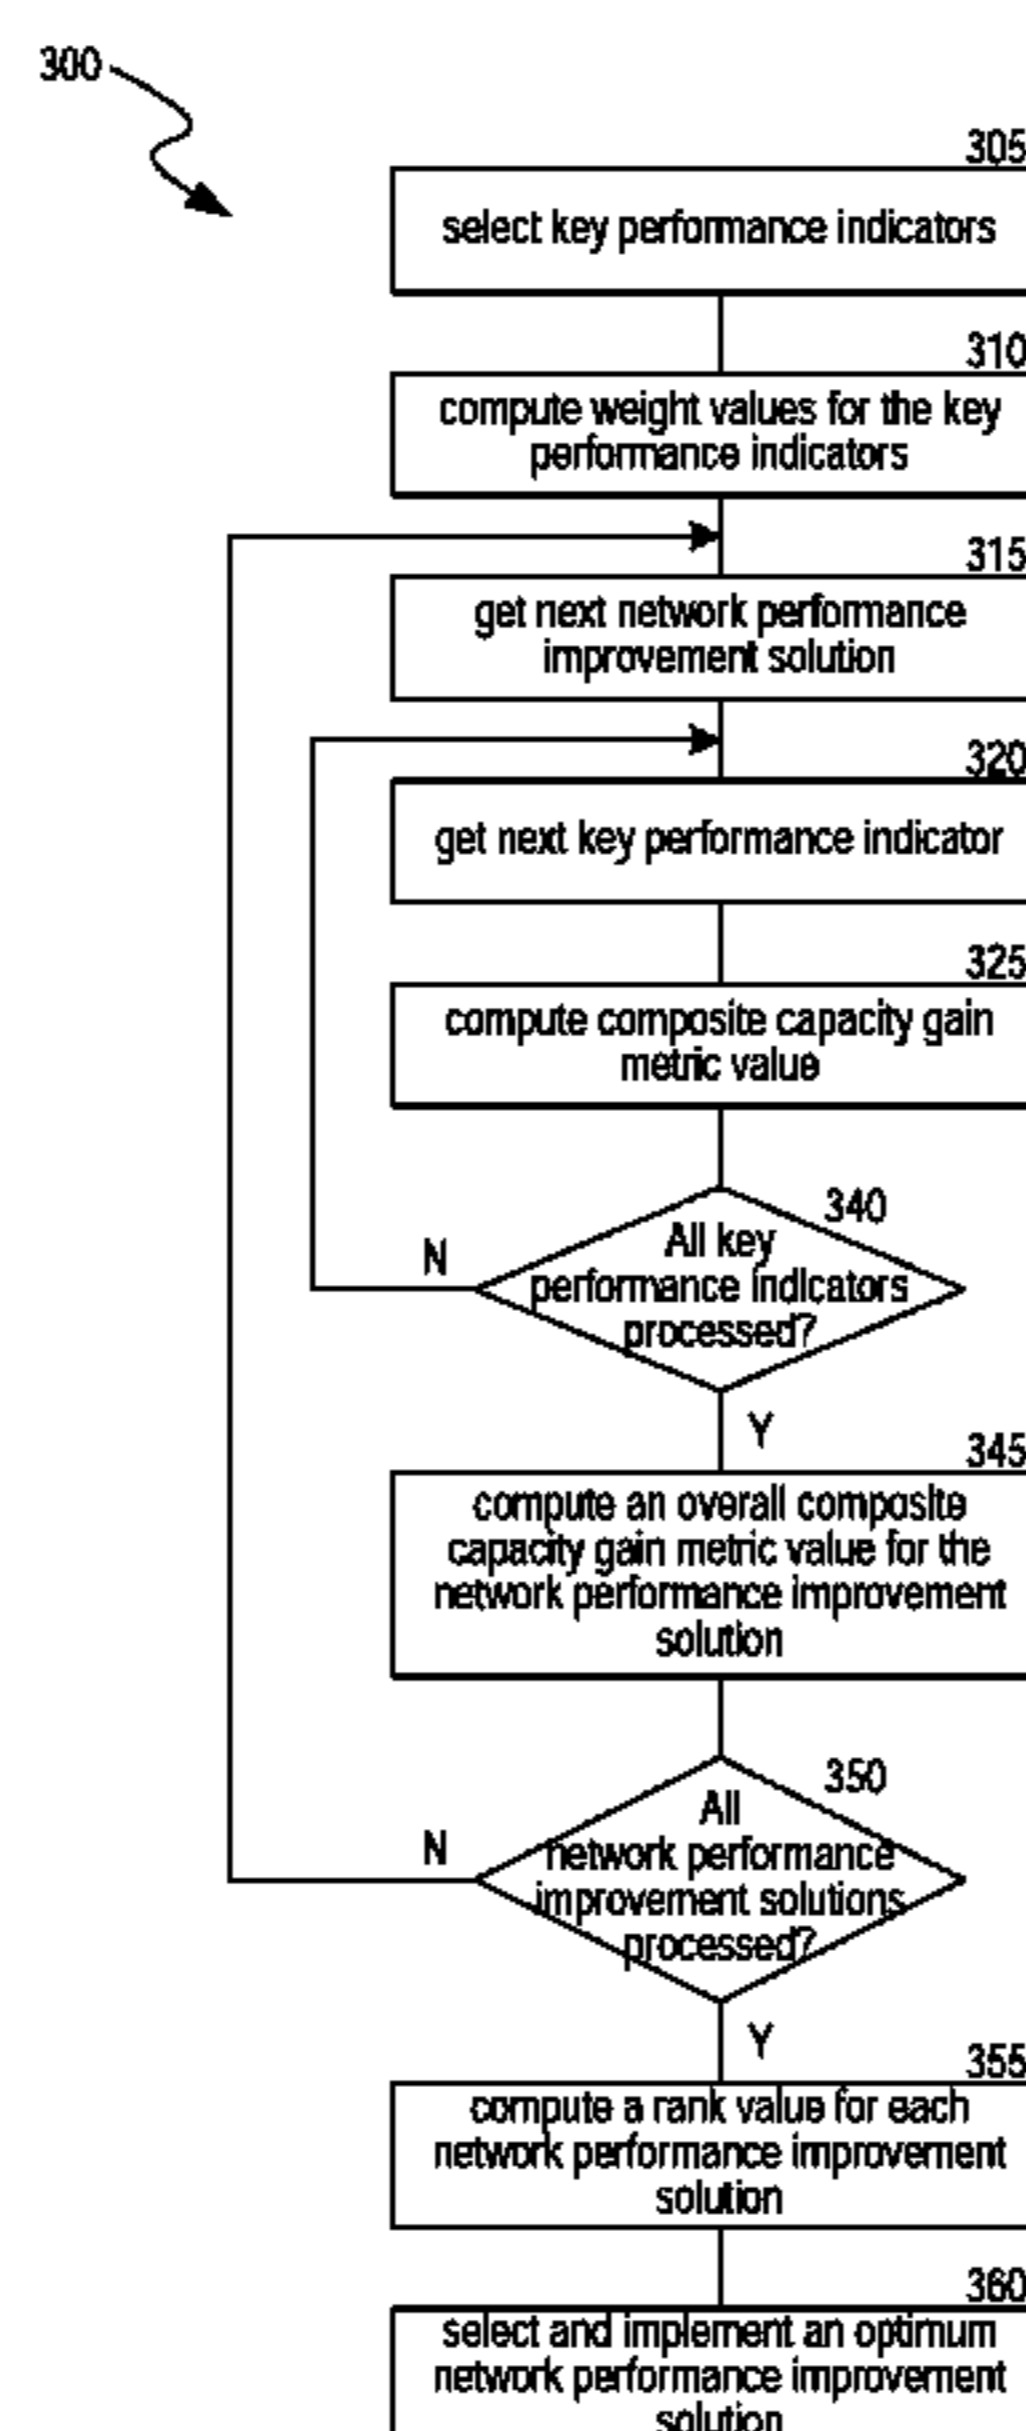 300
305
select key performance indicators
310
compute weight values for the key
performance indicators
315
get next network performance
improvement solution
320
get next key performance indicator
325
compute composite capacity gain
metric value
340
All key
performance indicators
processed?
N
Y
345
compute an overall composite
capacity gain metric value for the
network performance improvement
solution
350
All
network performance
improvement solutions
processed?
N
Y
355
compute a rank value for each
network performance improvement
solution
360
select and implement an optimum
network performance improvement
solution